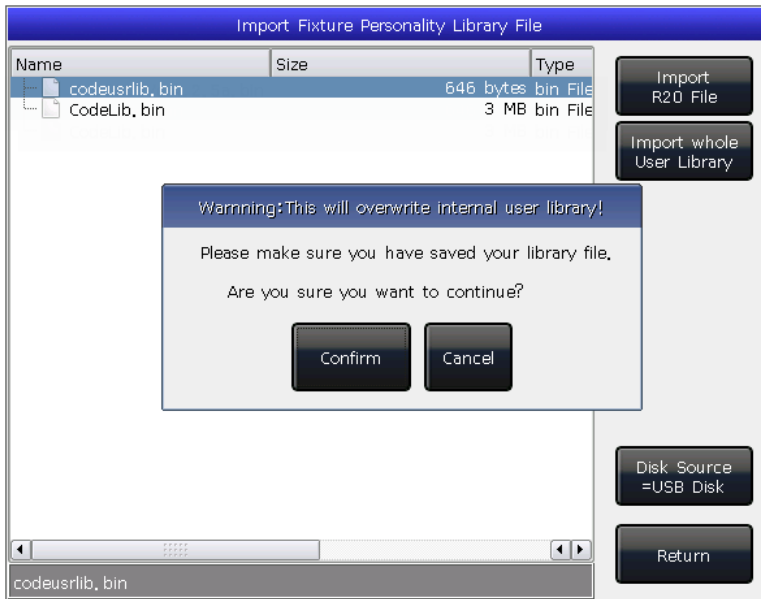 Import Fixture Personality Library File
Name Size Type
codeusrlib.bin 646 bytes bin File
CodeLib.bin 3 MB bin File
Import
R20 File
Import whole
User Library
Warnning:This will overwrite internal user library!
Please make sure you have saved your library file.
Are you sure you want to continue?
Confirm
Cancel
Disk Source
=USB Disk
Return
codeusrlib.bin